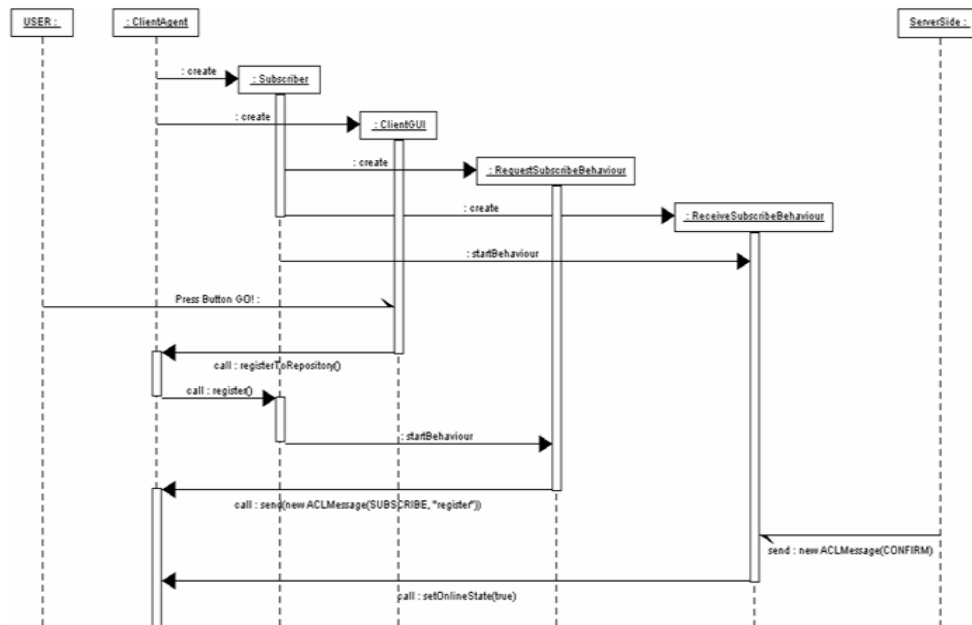 USER :
: ClientAgent
ServerSide :
: create
: Subscriber
: create
: ClientGUI
: create
: RequestSubscribeBehaviour
: create
: ReceiveSubscribeBehaviour
: startBehaviour
Press Button GO! :
call : registerToRepository()
call : register()
: startBehaviour
call : send(new ACLMessage(SUBSCRIBE, "register"))
send : new ACLMessage(CONFIRM)
call : setOnlineState(true)